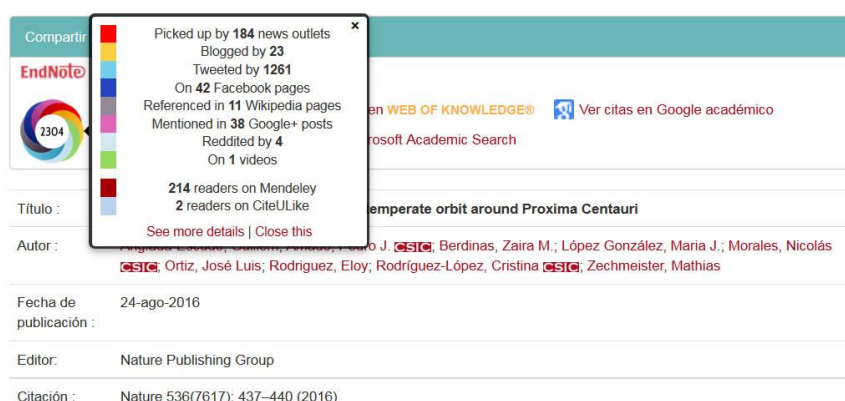 Compartir
×
Picked up by 184 news outlets
Blogged by 23
Tweeted by 1261
On 42 Facebook pages
Referenced in 11 Wikipedia pages
Mentioned in 38 Google+ posts
Reddited by 4
On 1 videos
214 readers on Mendeley
2 readers on CiteULike
See more details | Close this
EndNote
2304
en WEB OF KNOWLEDGE® Ver citas en Google académico
Academic Search
Título : temperate orbit around Proxima Centauri
Autor : J. CSIC; Berdinas, Zaira M.; López González, Maria J.; Morales, Nicolás
CSIC; Ortiz, José Luis; Rodriguez, Eloy; Rodríguez-López, Cristina CSIC; Zechmeister, Mathias
Fecha de publicación : 24-ago-2016
Editor: Nature Publishing Group
Citación : Nature 536(7617): 437–440 (2016)